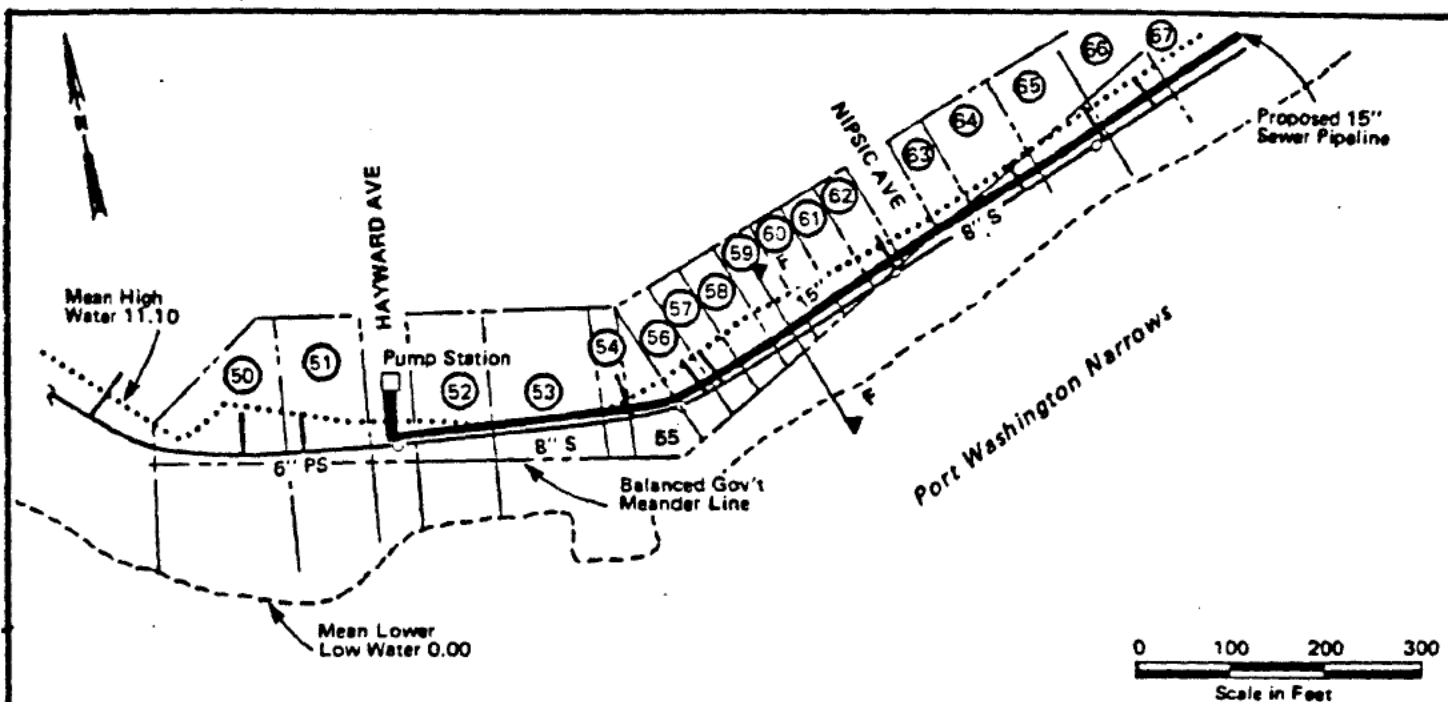 N
HAYWARD AVE
NIPSIC AVE
Mean High
Water 11.10
Pump Station
Proposed 15"
Sewer Pipeline
50
51
52
53
54
55
56
57
58
59
60
61
62
63
64
65
66
67
F
F
15"
8" S
8" S
6" PS
Balanced Gov't
Meander Line
Port Washington Narrows
Mean Lower
Low Water 0.00
0 100 200 300
Scale in Feet